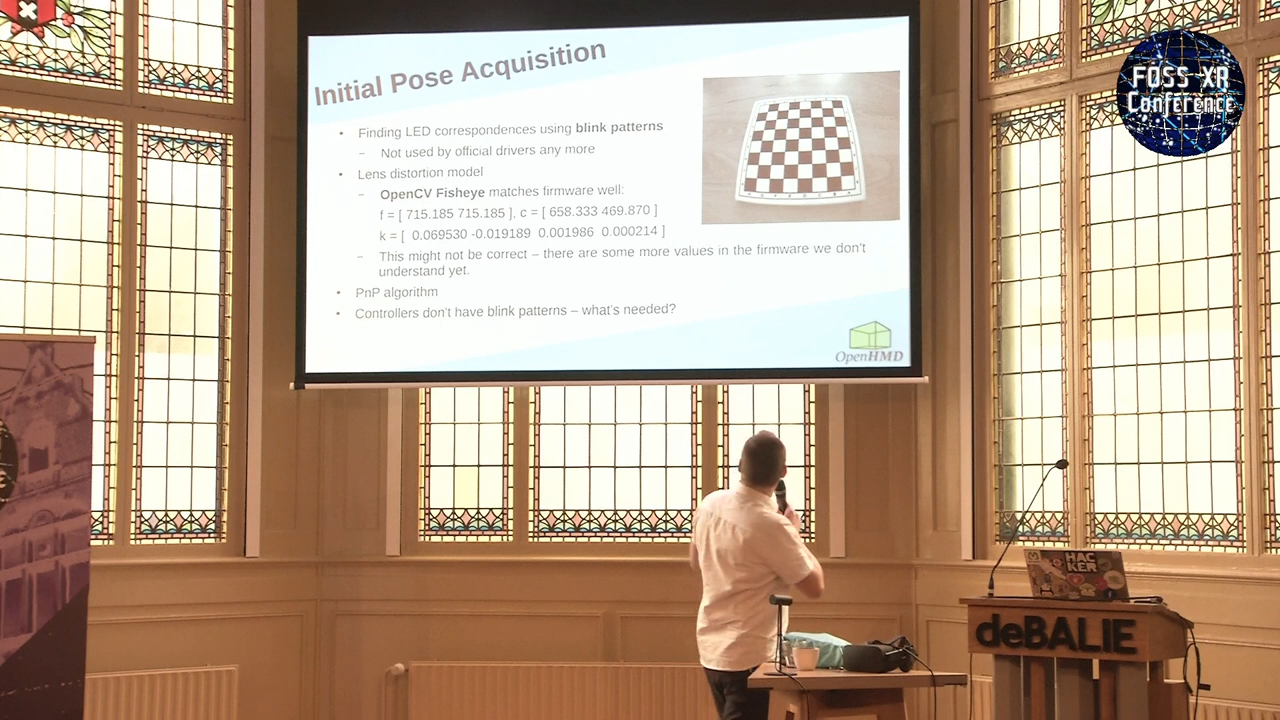 Initial Pose Acquisition
• Finding LED correspondences using blink patterns
– Not used by official drivers any more
• Lens distortion model
– OpenCV Fisheye matches firmware well:
f = [ 715.185 715.185 ], c = [ 658.333 469.870 ]
k = [ 0.069530 -0.019189 0.001986 0.000214 ]
– This might not be correct – there are some more values in the firmware we don't
understand yet.
• PnP algorithm
• Controllers don't have blink patterns – what's needed?
OpenHMD
FOSS XR
Conference
HAC
KER
deBALIE